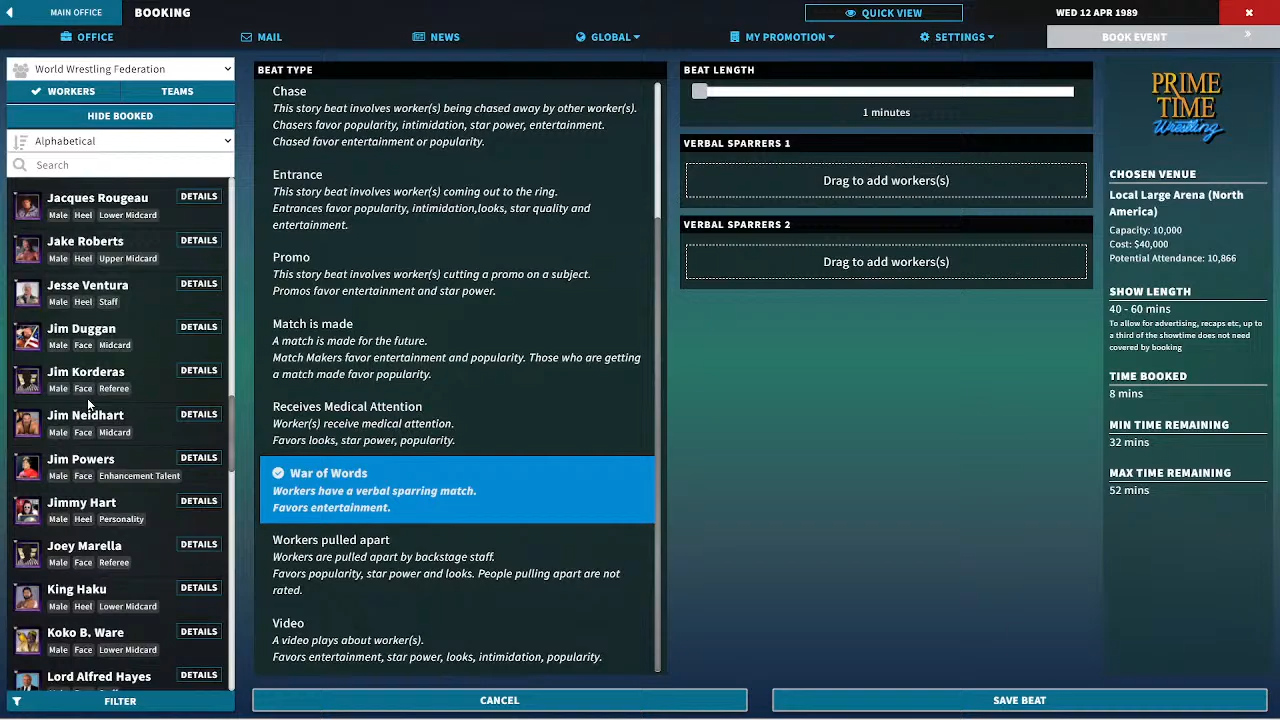 MAIN OFFICE
BOOKING
QUICK VIEW
WED 12 APR 1989
OFFICE
MAIL
NEWS
GLOBAL
MY PROMOTION
SETTINGS
BOOK EVENT
World Wrestling Federation
WORKERS
TEAMS
HIDE BOOKED
Alphabetical
Search
Jacques Rougeau
DETAILS
Male Heel Lower Midcard
Jake Roberts
DETAILS
Male Heel Upper Midcard
Jesse Ventura
DETAILS
Male Heel Staff
Jim Duggan
DETAILS
Male Face Midcard
Jim Korderas
DETAILS
Male Face Referee
Jim Neidhart
DETAILS
Male Face Midcard
Jim Powers
DETAILS
Male Face Enhancement Talent
Jimmy Hart
DETAILS
Male Heel Personality
Joey Marella
DETAILS
Male Face Referee
King Haku
DETAILS
Male Heel Lower Midcard
Koko B. Ware
DETAILS
Male Face Lower Midcard
Lord Alfred Hayes
DETAILS
FILTER
BEAT TYPE
Chase
This story beat involves worker(s) being chased away by other worker(s).
Chasers favor popularity, intimidation, star power, entertainment.
Chased favor entertainment or popularity.
Entrance
This story beat involves worker(s) coming out to the ring.
Entrances favor popularity, intimidation,looks, star quality and
entertainment.
Promo
This story beat involves worker(s) cutting a promo on a subject.
Promos favor entertainment and star power.
Match is made
A match is made for the future.
Match Makers favor entertainment and popularity. Those who are getting
a match made favor popularity.
Receives Medical Attention
Worker(s) receive medical attention.
Favors looks, star power, popularity.
War of Words
Workers have a verbal sparring match.
Favors entertainment.
Workers pulled apart
Workers are pulled apart by backstage staff.
Favors popularity, star power and looks. People pulling apart are not
rated.
Video
A video plays about worker(s).
Favors entertainment, star power, looks, intimidation, popularity.
CANCEL
BEAT LENGTH
1 minutes
VERBAL SPARRERS 1
Drag to add workers(s)
VERBAL SPARRERS 2
Drag to add workers(s)
SAVE BEAT
PRIME
TIME
Wrestling
CHOSEN VENUE
Local Large Arena (North
America)
Capacity: 10,000
Cost: $40,000
Potential Attendance: 10,866
SHOW LENGTH
40 - 60 mins
To allow for advertising, recaps etc, up to
a third of the showtime does not need
covered by booking
TIME BOOKED
8 mins
MIN TIME REMAINING
32 mins
MAX TIME REMAINING
52 mins